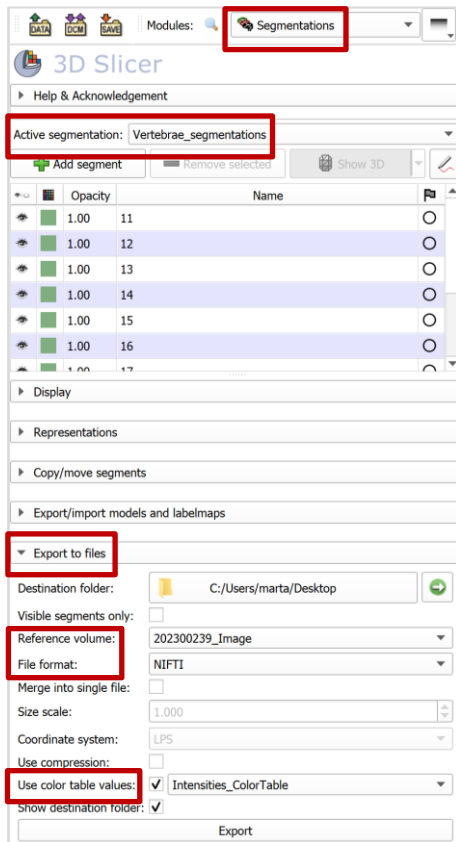 DATA DCM SAVE Modules: Segmentations
3D Slicer
Help & Acknowledgement
Active segmentation: Vertebrae_segmentations
Add segment Remove selected Show 3D
Opacity Name
1.00 11
1.00 12
1.00 13
1.00 14
1.00 15
1.00 16
1.00 17
Display
Representations
Copy/move segments
Export/import models and labelmaps
Export to files
Destination folder: C:/Users/marta/Desktop
Visible segments only:
Reference volume: 202300239_Image
File format: NIFTI
Merge into single file:
Size scale: 1.000
Coordinate system: LPS
Use compression:
Use color table values: Intensities_ColorTable
Show destination folder:
Export